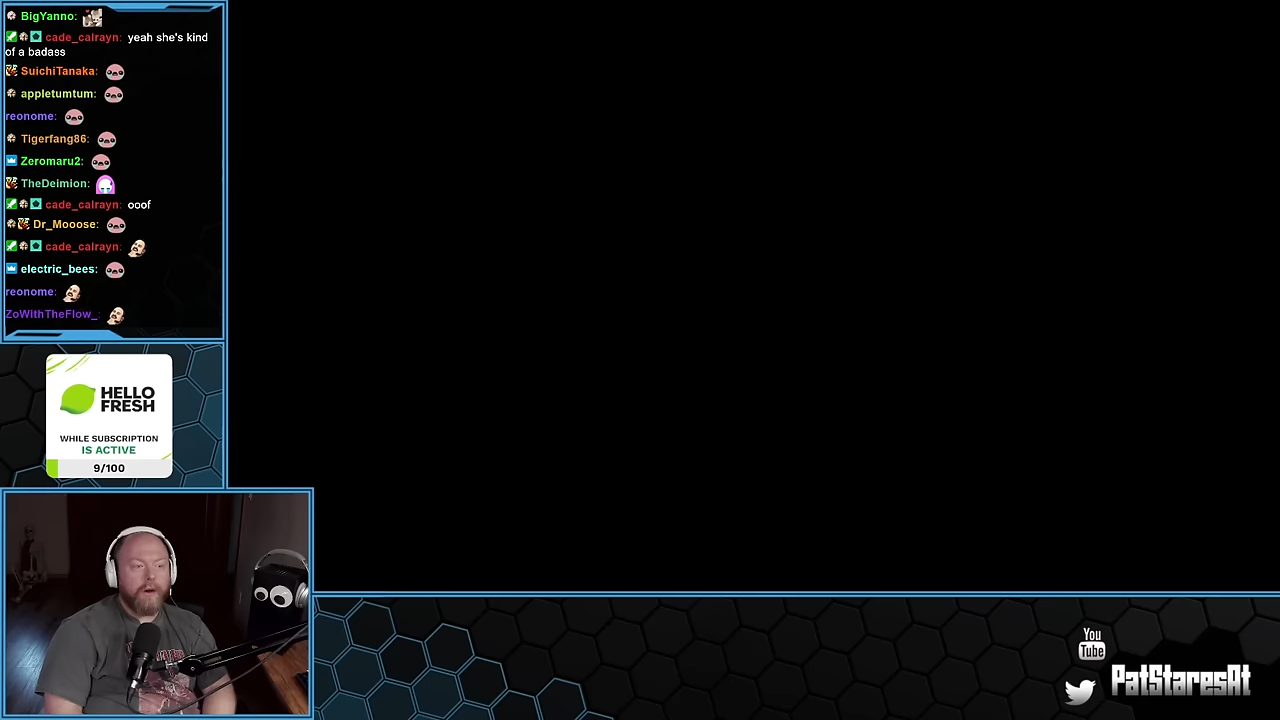 BigYanno:
cade_calrayn: yeah she's kind
of a badass
SuichiTanaka:
appletumtum:
reonome:
Tigerfang86:
Zeromaru2:
TheDeimion:
cade_calrayn: ooof
Dr_Mooose:
cade_calrayn:
electric_bees:
reonome:
ZoWithTheFlow_:
HELLO
FRESH
WHILE SUBSCRIPTION
IS ACTIVE
9/100
You
Tube
PatStaresAt